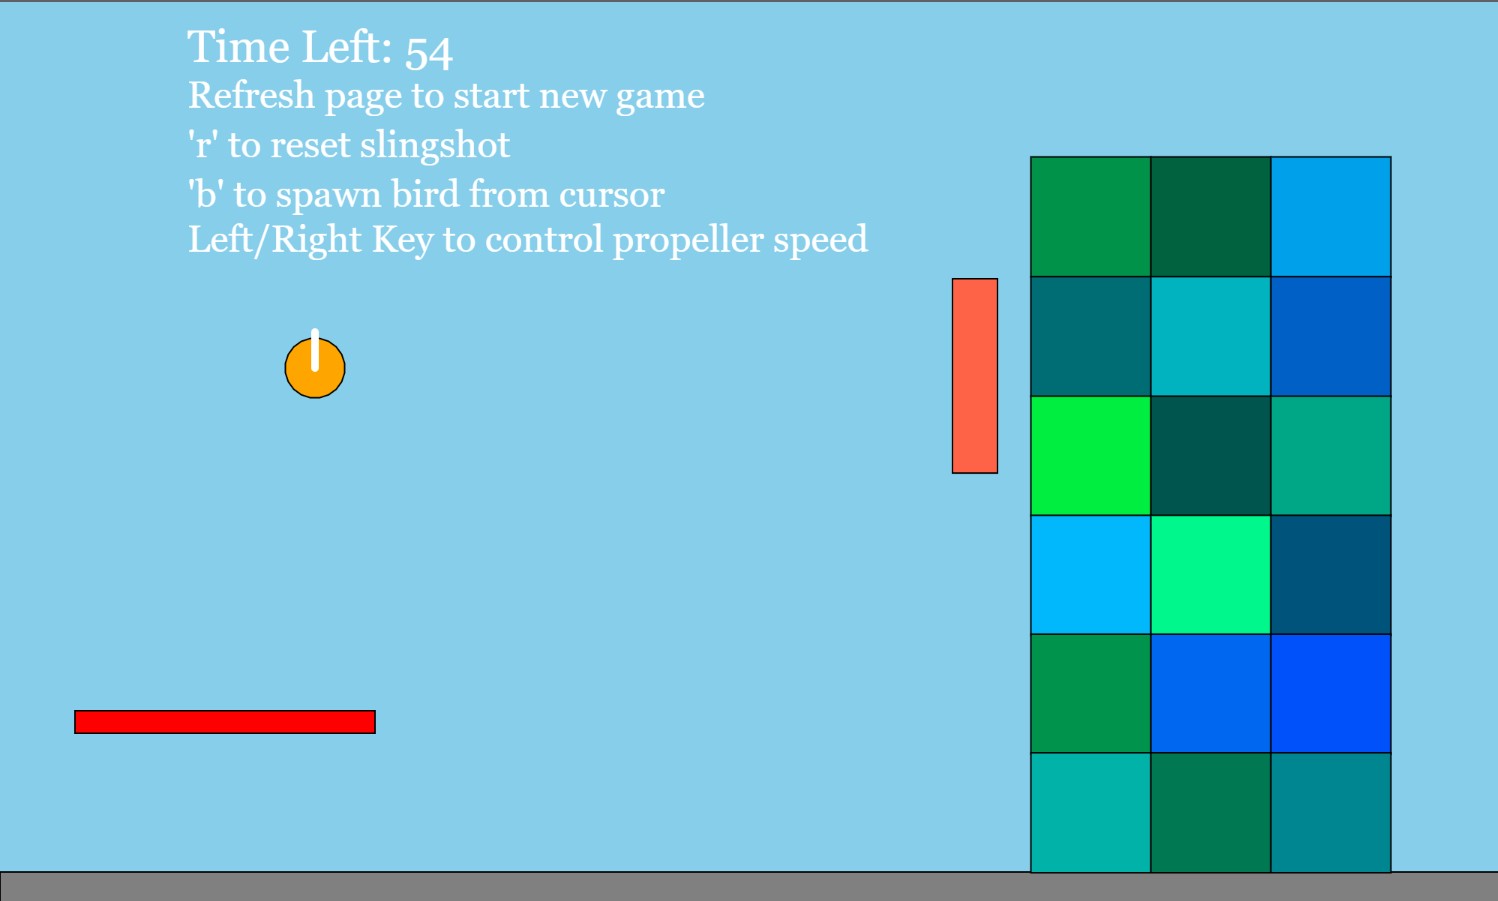 Time Left: 54
Refresh page to start new game
'r' to reset slingshot
'b' to spawn bird from cursor
Left/Right Key to control propeller speed